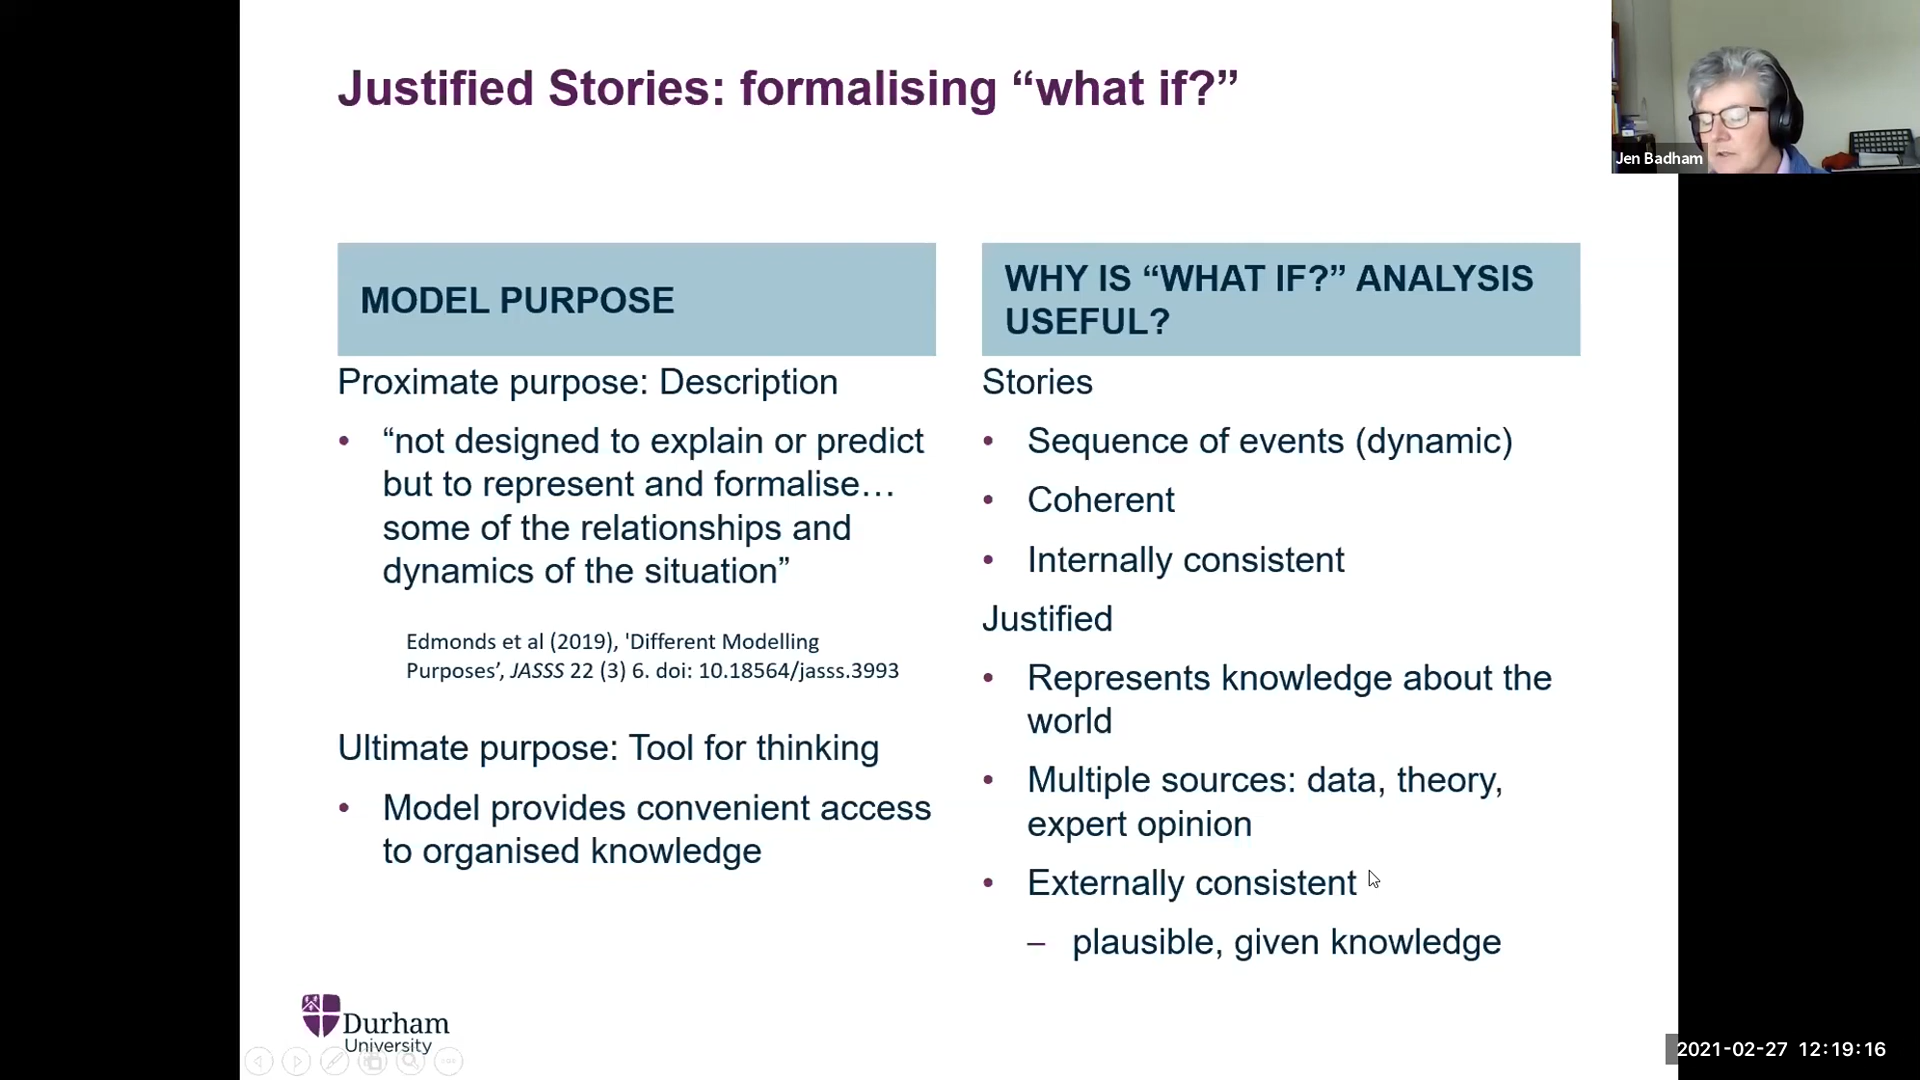 Justified Stories: formalising “what if?”
Jen Badham
MODEL PURPOSE
Proximate purpose: Description
• “not designed to explain or predict
but to represent and formalise…
some of the relationships and
dynamics of the situation”
Edmonds et al (2019), 'Different Modelling
Purposes’, JASSS 22 (3) 6. doi: 10.18564/jasss.3993
Ultimate purpose: Tool for thinking
• Model provides convenient access
to organised knowledge
WHY IS “WHAT IF?” ANALYSIS
USEFUL?
Stories
• Sequence of events (dynamic)
• Coherent
• Internally consistent
Justified
• Represents knowledge about the
world
• Multiple sources: data, theory,
expert opinion
• Externally consistent
– plausible, given knowledge
Durham
University
2021-02-27 12:19:16